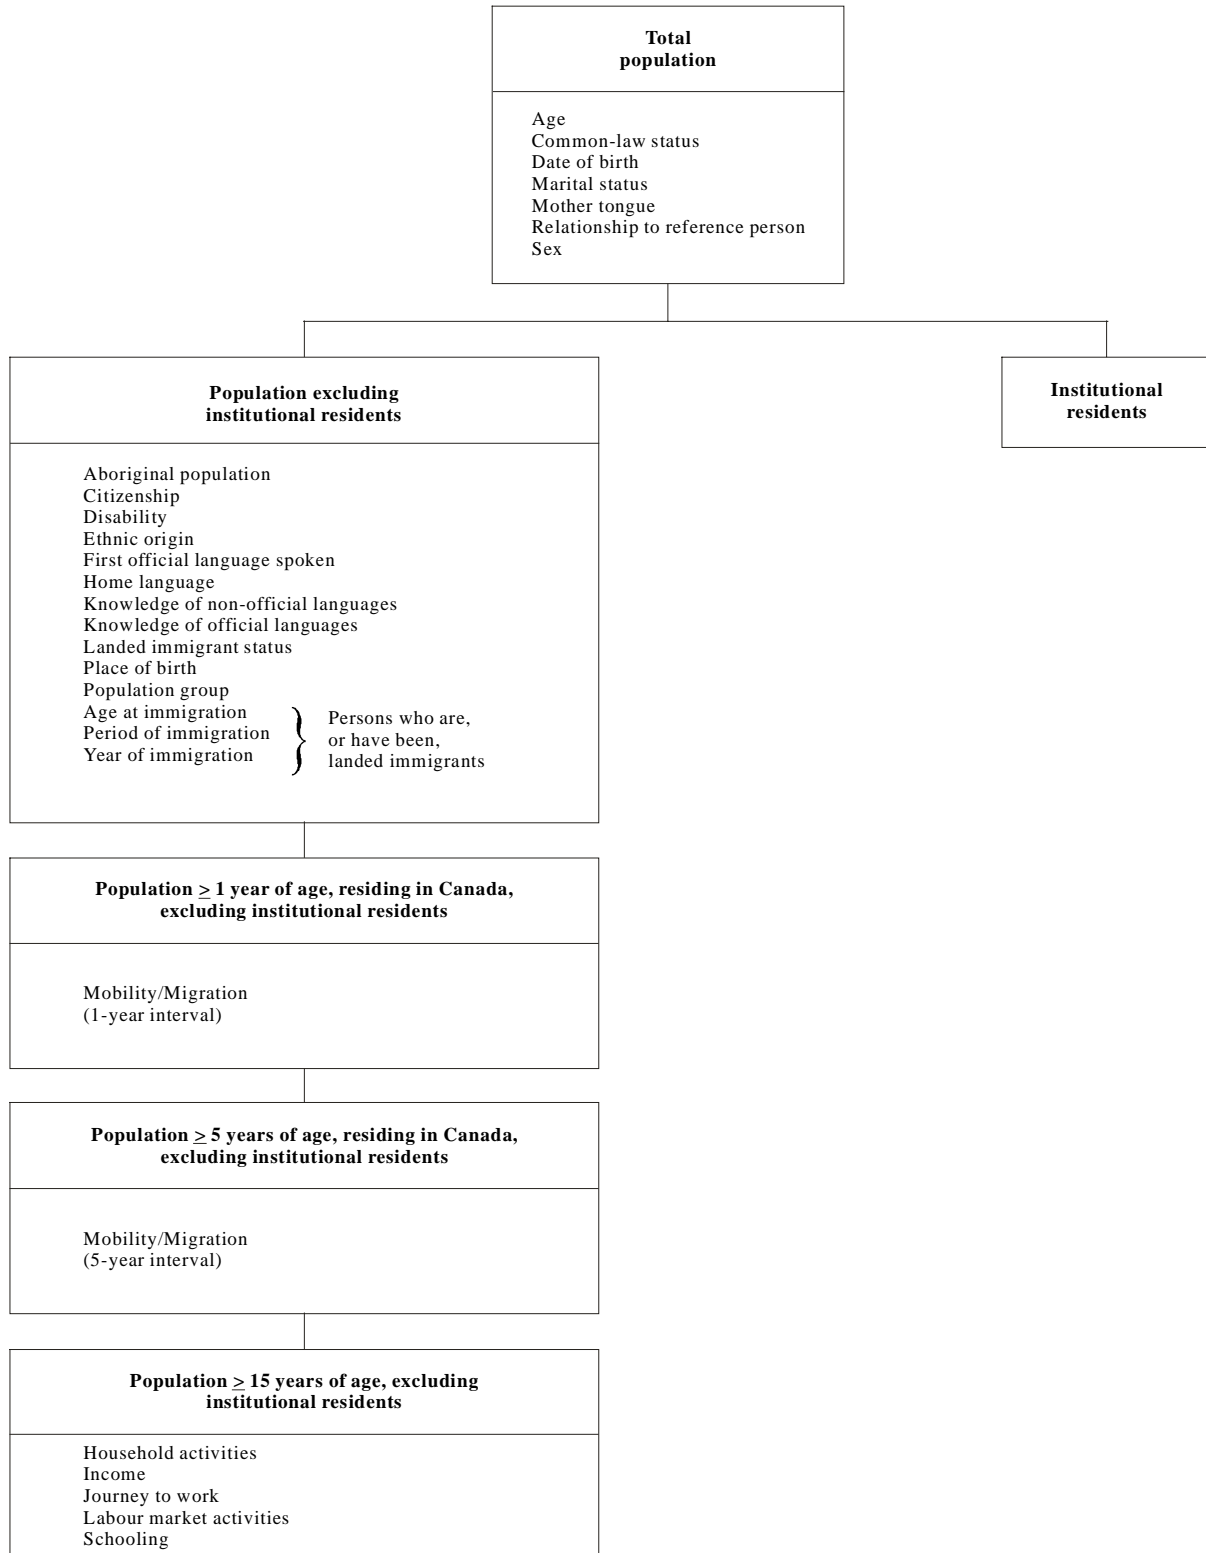 Total
population
Age
Common-law status
Date of birth
Marital status
Mother tongue
Relationship to reference person
Sex
Population excluding
institutional residents
Institutional
residents
Aboriginal population
Citizenship
Disability
Ethnic origin
First official language spoken
Home language
Knowledge of non-official languages
Knowledge of official languages
Landed immigrant status
Place of birth
Population group
Age at immigration
Period of immigration
Year of immigration
Persons who are,
or have been,
landed immigrants
Population ≥ 1 year of age, residing in Canada,
excluding institutional residents
Mobility/Migration
(1-year interval)
Population ≥ 5 years of age, residing in Canada,
excluding institutional residents
Mobility/Migration
(5-year interval)
Population ≥ 15 years of age, excluding
institutional residents
Household activities
Income
Journey to work
Labour market activities
Schooling